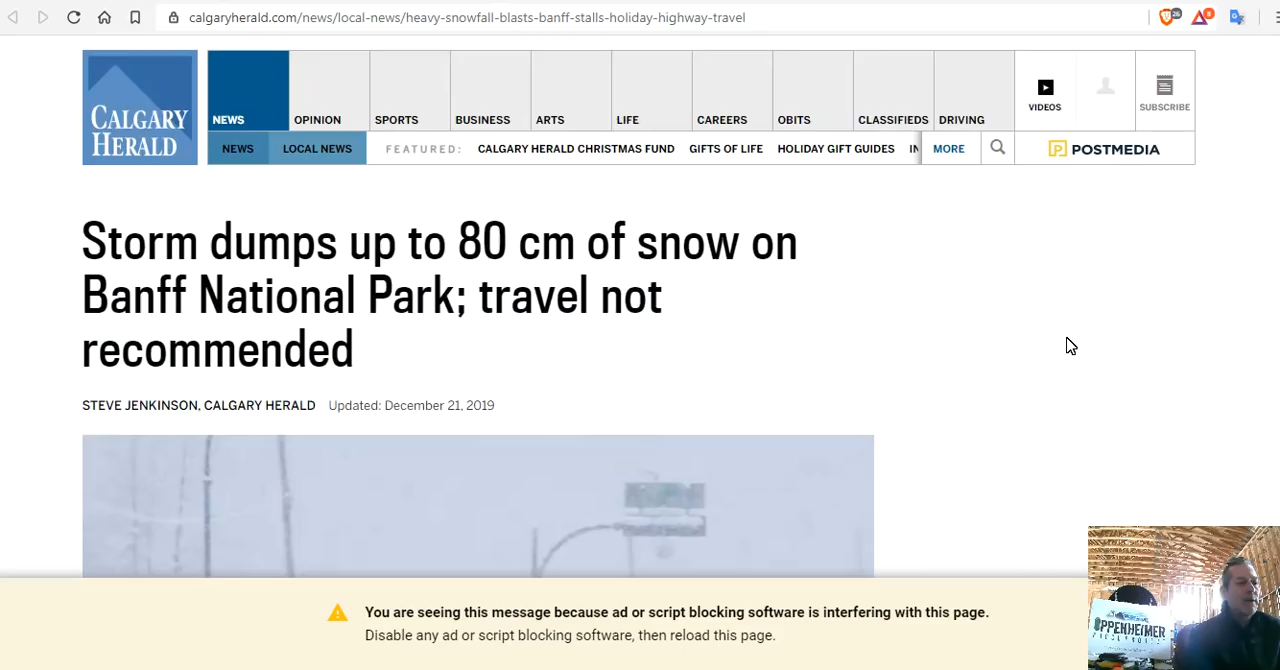 calgaryherald.com/news/local-news/heavy-snowfall-blasts-banff-stalls-holiday-highway-travel
26
8
CALGARY
HERALD
NEWS OPINION SPORTS BUSINESS ARTS LIFE CAREERS OBITS CLASSIFIEDS DRIVING
VIDEOS
SUBSCRIBE
NEWS LOCAL NEWS FEATURED: CALGARY HERALD CHRISTMAS FUND GIFTS OF LIFE HOLIDAY GIFT GUIDES IN MORE
P POSTMEDIA
Storm dumps up to 80 cm of snow on
Banff National Park; travel not
recommended
STEVE JENKINSON, CALGARY HERALD Updated: December 21, 2019
You are seeing this message because ad or script blocking software is interfering with this page.
Disable any ad or script blocking software, then reload this page.
OPPENHEIMER